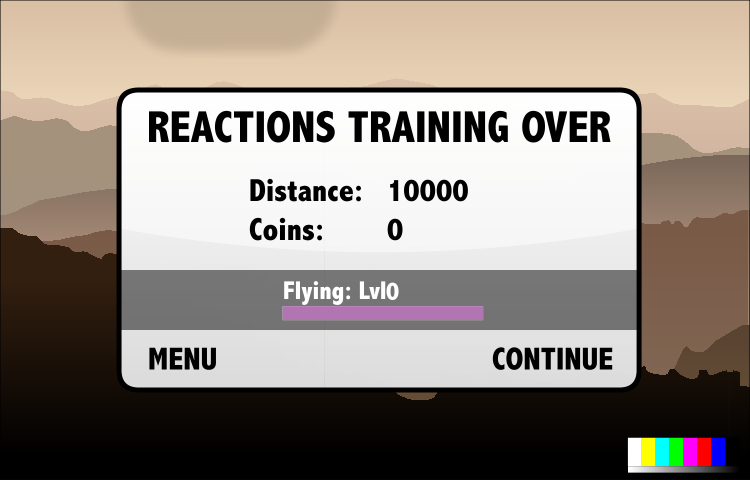 REACTIONS TRAINING OVER
Distance: 10000
Coins: 0
Flying: Lvl0
MENU CONTINUE